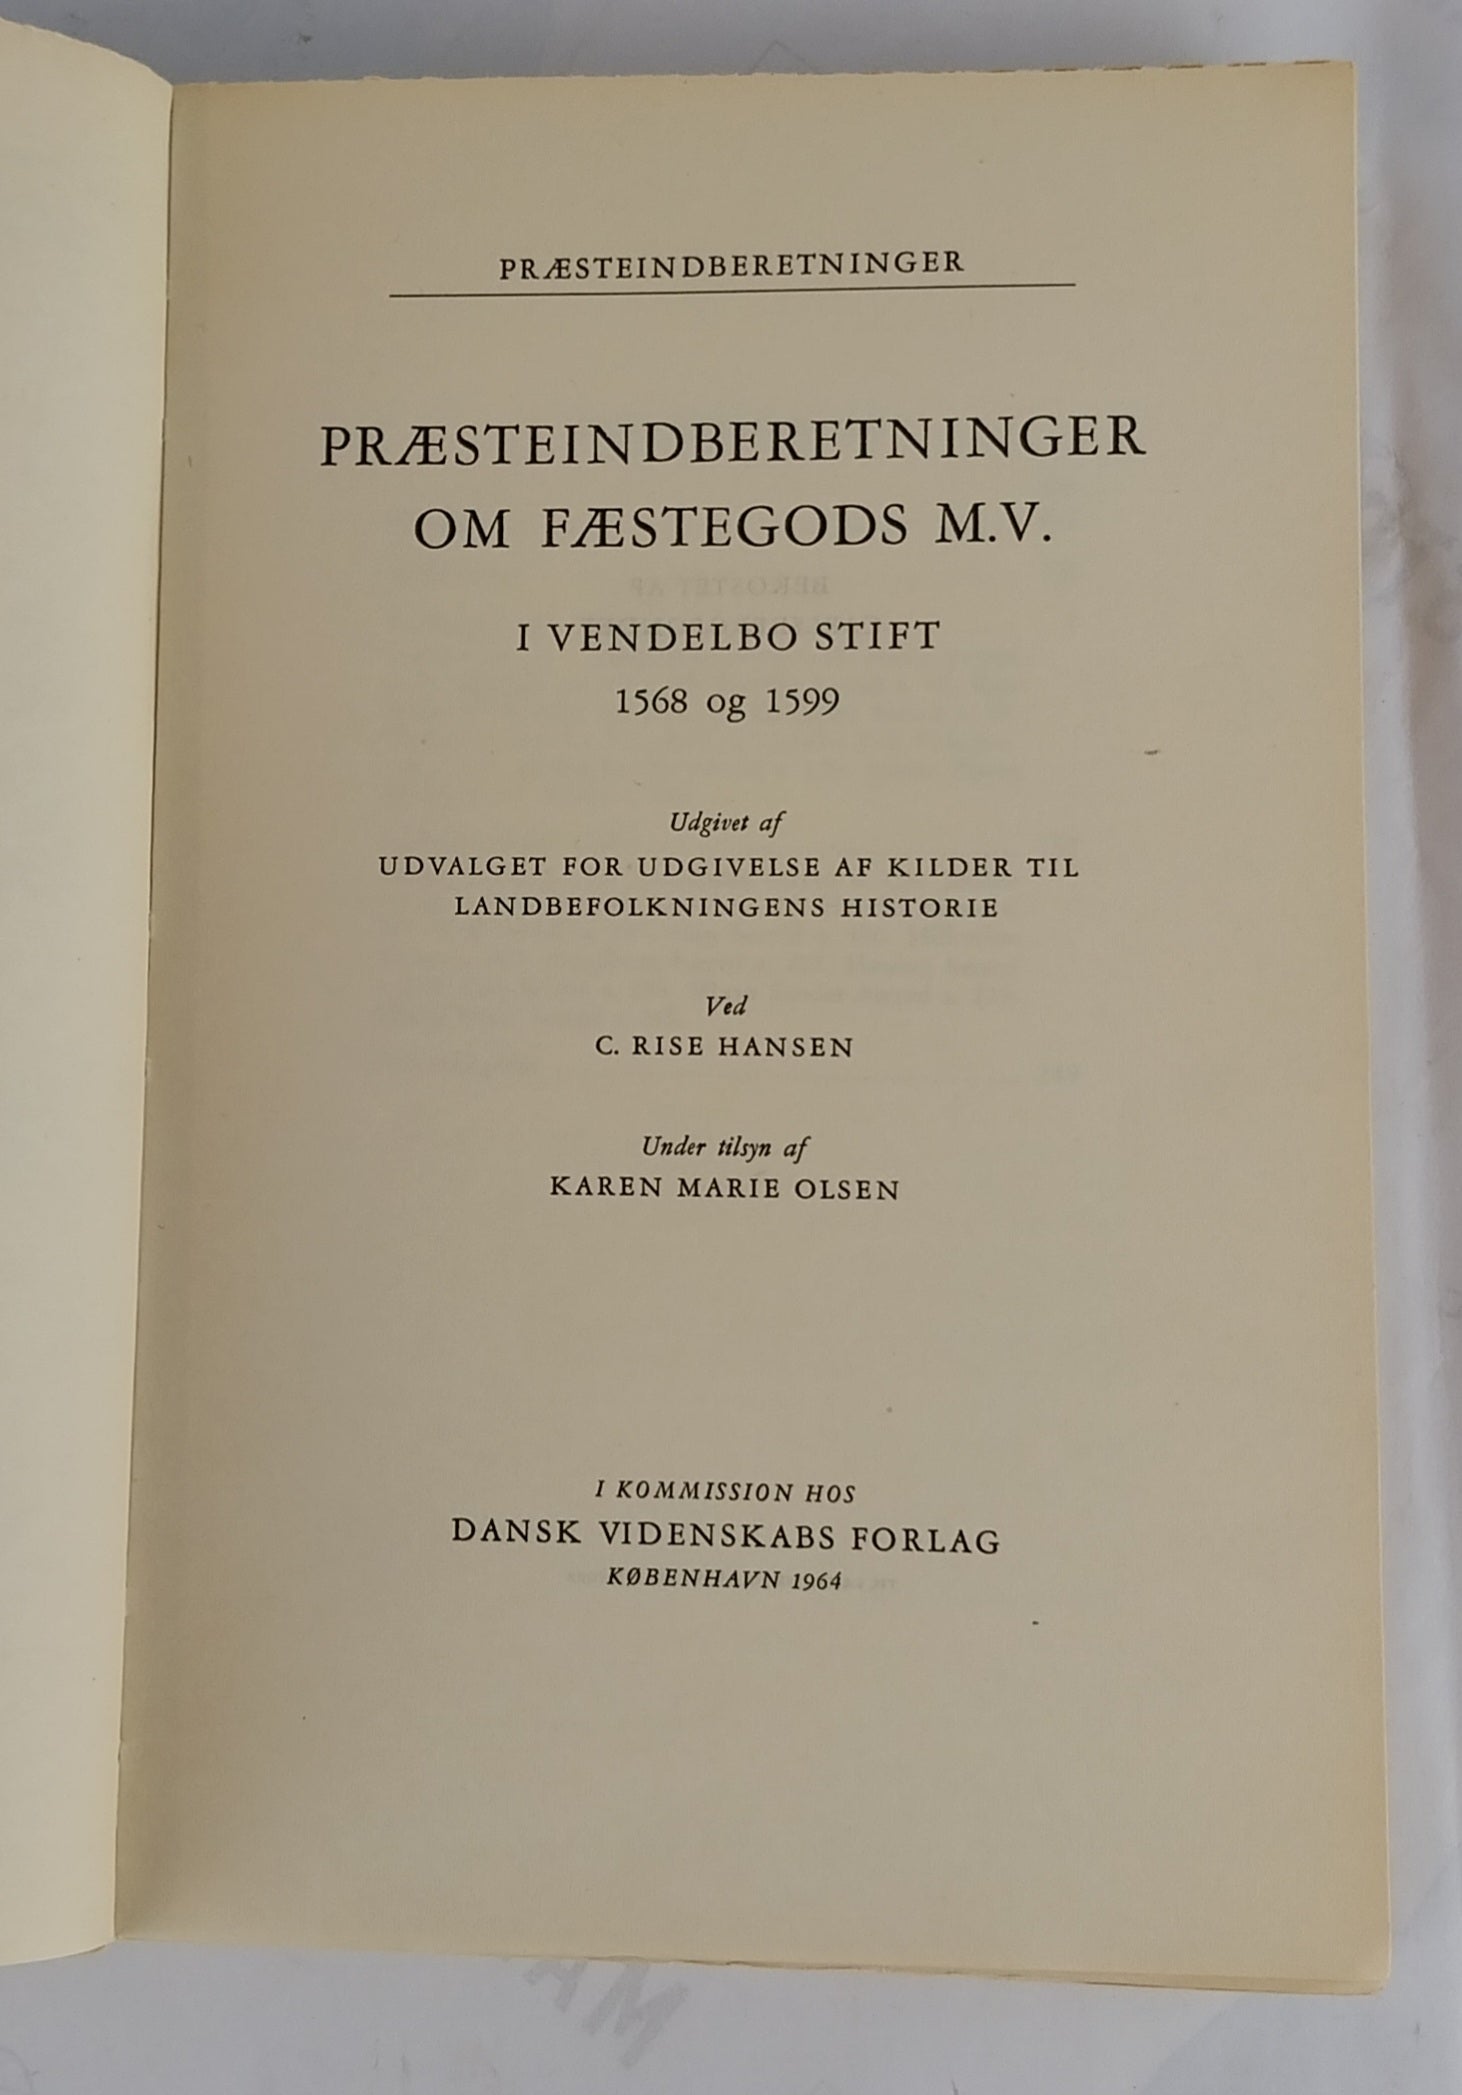 PRÆSTEINDBERETNINGER
PRÆSTEINDBERETNINGER
OM FÆSTEGODS M.V.
I VENDELBO STIFT
1568 og 1599
Udgivet af
UDVALGET FOR UDGIVELSE AF KILDER TIL
LANDBEFOLKNINGENS HISTORIE
Ved
C. RISE HANSEN
Under tilsyn af
KAREN MARIE OLSEN
I KOMMISSION HOS
DANSK VIDENSKABS FORLAG
KØBENHAVN 1964